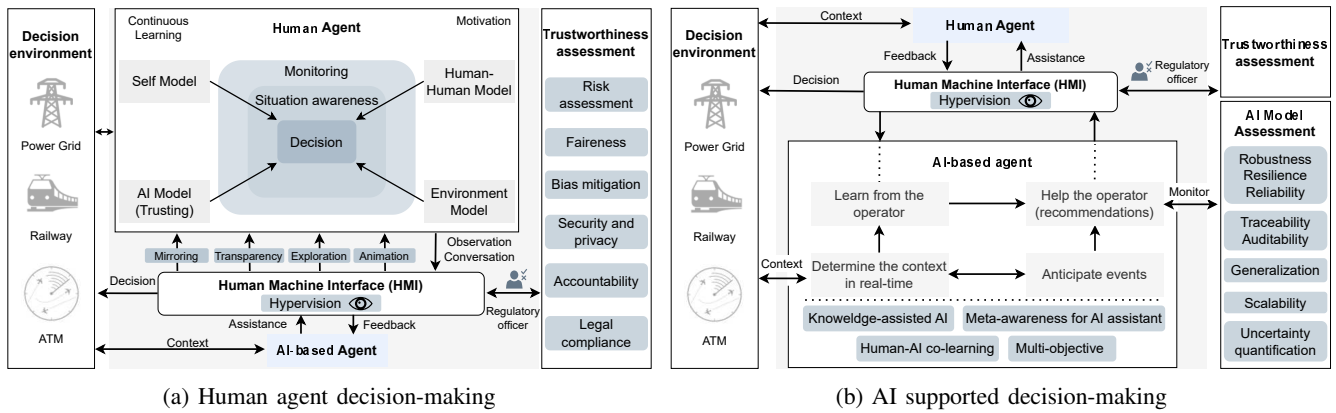 Decision
environment
Power Grid
Railway
ATM
Continuous
Learning
Human Agent
Motivation
Self Model
Monitoring
Human-
Human Model
Situation awareness
Decision
AI Model
(Trusting)
Environment
Model
Mirroring
Transparency
Exploration
Animation
Observation
Conversation
Decision
Human Machine Interface (HMI)
Hypervision
Regulatory
officer
Assistance
Feedback
Context
AI-based Agent
Trustworthiness
assessment
Risk
assessment
Faireness
Bias mitigation
Security and
privacy
Accountability
Legal
compliance
(a) Human agent decision-making
Decision
environment
Power Grid
Railway
ATM
Context
Human Agent
Feedback
Assistance
Decision
Human Machine Interface (HMI)
Hypervision
Regulatory
officer
AI-based agent
Learn from the
operator
Help the operator
(recommendations)
Monitor
Context
Determine the context
in real-time
Anticipate events
Knoweldge-assisted AI
Meta-awareness for AI assistant
Human-AI co-learning
Multi-objective
Trustworthiness
assessment
AI Model
Assessment
Robustness
Resilience
Reliability
Traceability
Auditability
Generalization
Scalability
Uncertainty
quantification
(b) AI supported decision-making